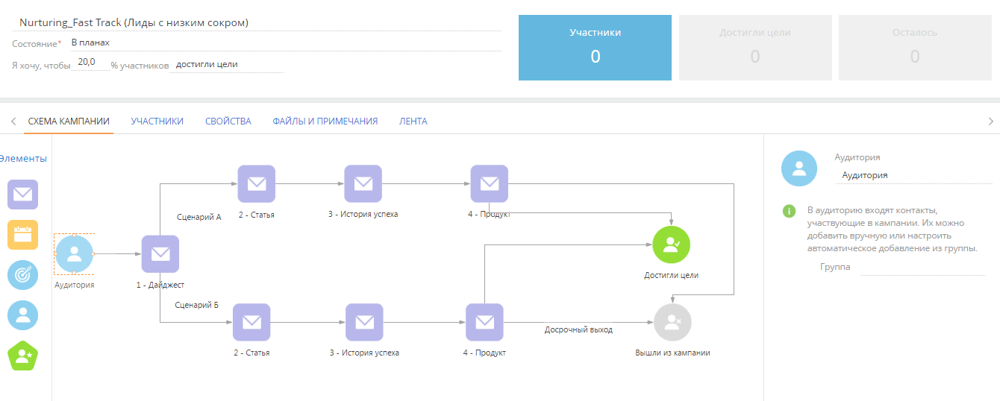 Nurturing_Fast Track (Лиды с низким сокром)
Состояние* В планах
Я хочу, чтобы 20,0 % участников достигли цели
Участники
0
Достигли цели
0
Осталось
0
СХЕМА КАМПАНИИ УЧАСТНИКИ СВОЙСТВА ФАЙЛЫ И ПРИМЕЧАНИЯ ЛЕНТА
Элементы
Аудитория
1 - Дайджест
Сценарий А
2 - Статья
3 - История успеха
4 - Продукт
Достигли цели
Сценарий Б
2 - Статья
3 - История успеха
4 - Продукт
Досрочный выход
Вышли из кампании
Аудитория
Аудитория
В аудиторию входят контакты,
участвующие в кампании. Их можно
добавить вручную или настроить
автоматическое добавление из группы.
Группа